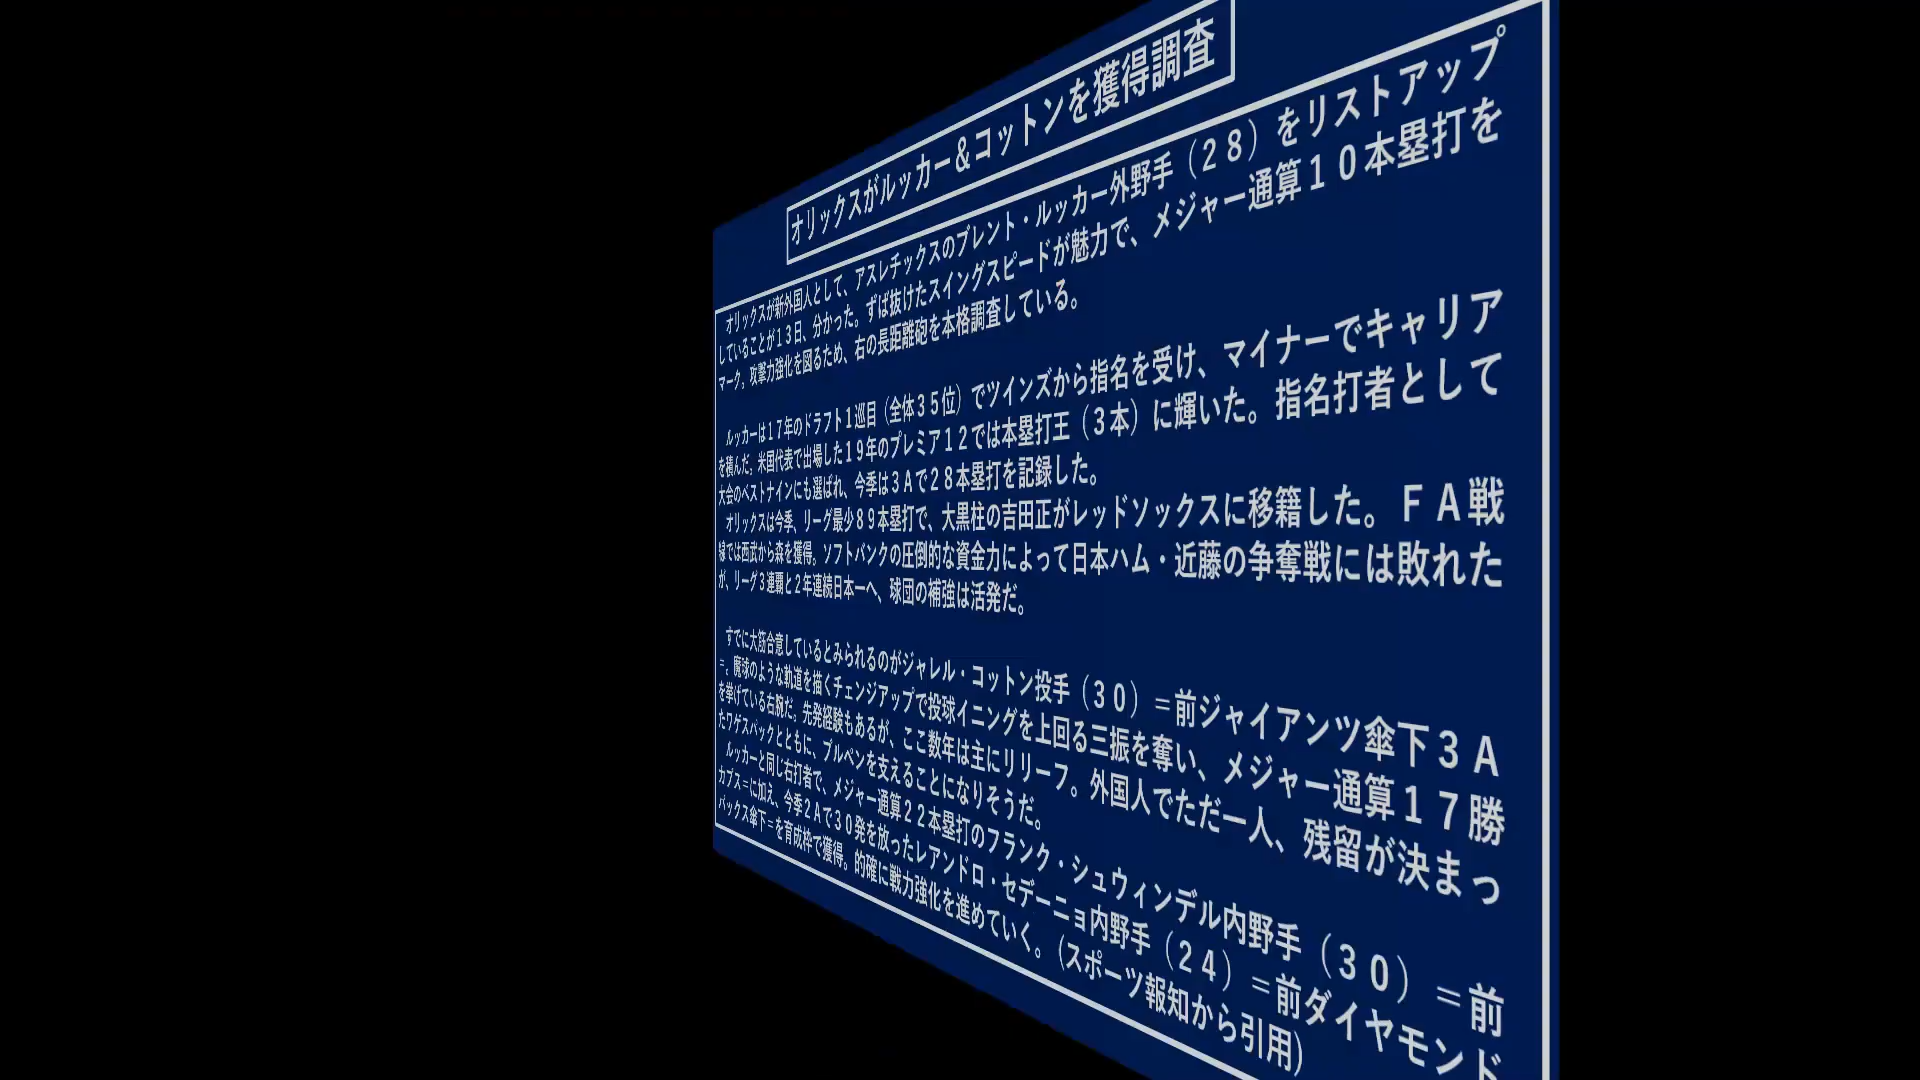 オリックスがルッカー＆コットンを獲得調査
オリックスが新外国人として、アスレチックスのブレント・ルッカー外野手（２８）をリストアップ
していることが１３日、分かった。ずば抜けたスイングスピードが魅力で、メジャー通算１０本塁打を
マーク。攻撃力強化を図るため、右の長距離砲を本格調査している。
ルッカーは１７年のドラフト１巡目（全体３５位）でツインズから指名を受け、マイナーでキャリア
を積んだ。米国代表で出場した１９年のプレミア１２では本塁打王（３本）に輝いた。指名打者として
大会のベストナインにも選ばれ、今季は３Ａで２８本塁打を記録した。
オリックスは今季、リーグ最少８９本塁打で、大黒柱の吉田正がレッドソックスに移籍した。ＦＡ戦
線では西武から森を獲得。ソフトバンクの圧倒的な資金力によって日本ハム・近藤の争奪戦には敗れた
が、リーグ３連覇と２年連続日本一へ、球団の補強は活発だ。
すでに大筋合意しているとみられるのがジャレル・コットン投手（３０）＝前ジャイアンツ傘下３Ａ
＝。魔球のような軌道を描くチェンジアップで投球イニングを上回る三振を奪い、メジャー通算１７勝
を挙げている右腕だ。先発経験もあるが、ここ数年は主にリリーフ。外国人でただ一人、残留が決まっ
たワゲスパックとともに、ブルペンを支えることになりそうだ。
ルッカーと同じ右打者で、メジャー通算２２本塁打のフランク・シュウィンデル内野手（３０）＝前
カブス＝に加え、今季２Ａで３０発を放ったレアンドロ・セデーニョ内野手（２４）＝前ダイヤモンド
バックス傘下＝を育成枠で獲得。的確に戦力強化を進めていく。（スポーツ報知から引用）